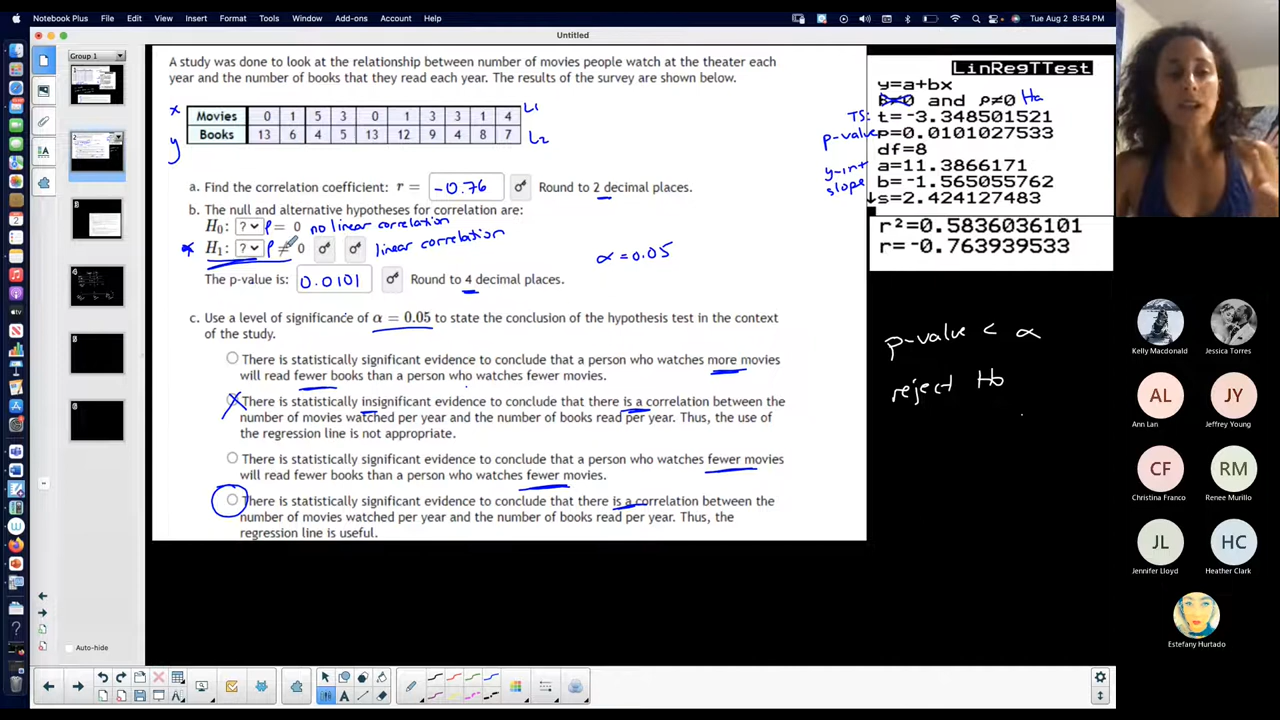 Notebook Plus File Edit View Insert Format Tools Window Add-ons Account Help
Tue Aug 2 8:54 PM
Untitled
Group 1
A study was done to look at the relationship between number of movies people watch at the theater each
year and the number of books that they read each year. The results of the survey are shown below.
x Movies 0 1 5 3 0 1 3 3 1 4 L1
y Books 13 6 4 5 13 12 9 4 8 7 L2
a. Find the correlation coefficient: r = -0.76 Round to 2 decimal places.
b. The null and alternative hypotheses for correlation are:
H0: ? ρ = 0 no linear correlation
* H1: ? ρ ≠ 0 linear correlation
α = 0.05
The p-value is: 0.0101 Round to 4 decimal places.
c. Use a level of significance of α = 0.05 to state the conclusion of the hypothesis test in the context
of the study.
There is statistically significant evidence to conclude that a person who watches more movies
will read fewer books than a person who watches fewer movies.
There is statistically insignificant evidence to conclude that there is a correlation between the
number of movies watched per year and the number of books read per year. Thus, the use of
the regression line is not appropriate.
There is statistically significant evidence to conclude that a person who watches fewer movies
will read fewer books than a person who watches fewer movies.
There is statistically significant evidence to conclude that there is a correlation between the
number of movies watched per year and the number of books read per year. Thus, the
regression line is useful.
LinRegTTest
y=a+bx
β≠0 and ρ≠0 Ha
TS: t=-3.348501521
p-value p=0.0101027533
df=8
y-int a=11.3866171
slope b=-1.565055762
↓s=2.424127483
r²=0.5836036101
r=-0.763939533
p-value < α
reject Ho
Kelly Macdonald
Jessica Torres
AL
Ann Lan
JY
Jeffrey Young
CF
Christina Franco
RM
Renee Murillo
JL
Jennifer Lloyd
HC
Heather Clark
Estefany Hurtado
Auto-hide